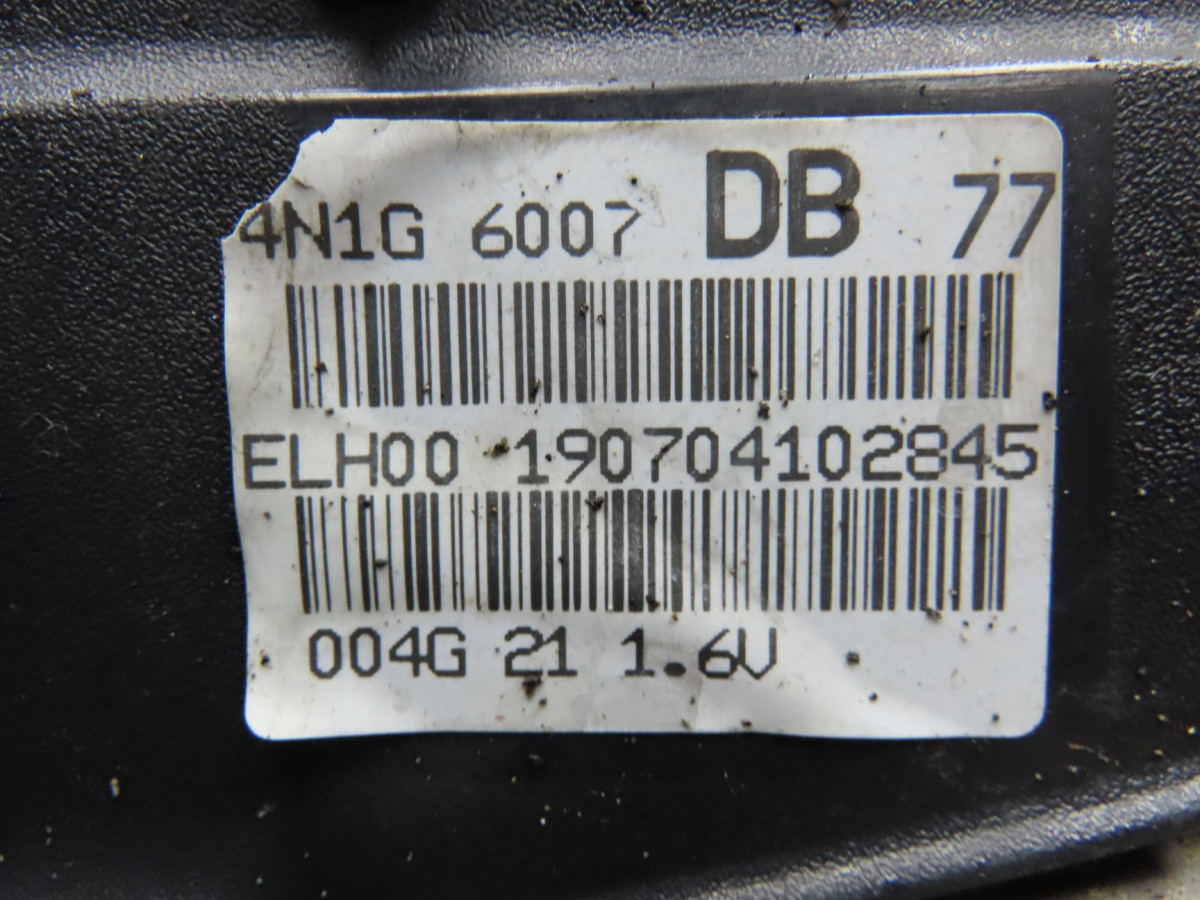 4N1G 6007 DB 77
ELH00 190704102845
004G 21 1.6V